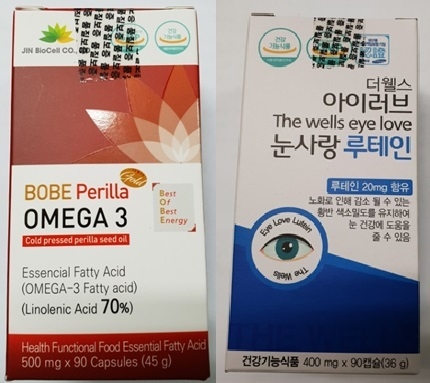 JIN BioCell CO.,
건강
기능식품
BOBE Perilla
Gold
OMEGA 3
Cold pressed perilla seed oil
Best
Of
Best
Energy
Essencial Fatty Acid
(OMEGA-3 Fatty Acid)
(Linolenic Acid 70%)
Health Functional Food Essential Fatty Acid
500 mg x 90 Capsules (45 g)
건강
기능식품
더웰스
아이러브
The wells eye love
눈사랑 루테인
루테인 20mg 함유
노화로 인해 감소 될 수 있는
황반 색소밀도를 유지하여
눈 건강에 도움을
줄 수 있음
Eye Love Lutein
The Wells
건강기능식품 400 mg x 90캡슐(36 g)